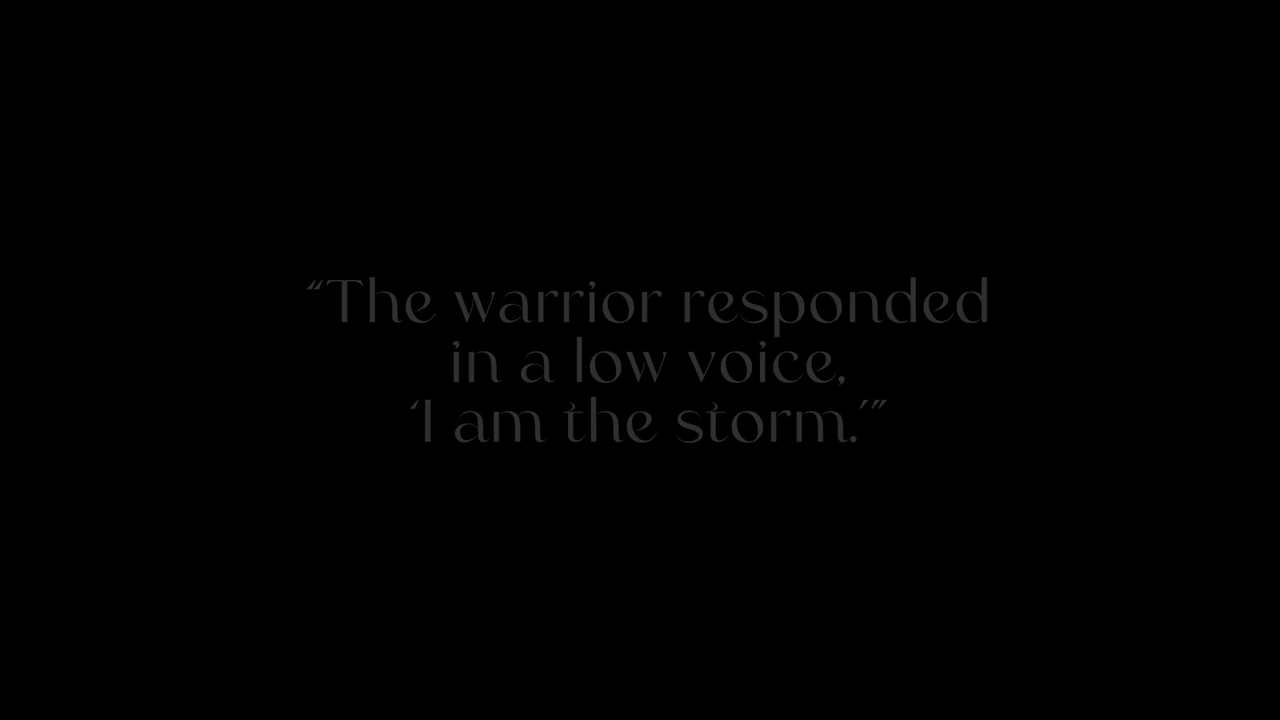 “The warrior responded
in a low voice,
‘I am the storm.’”